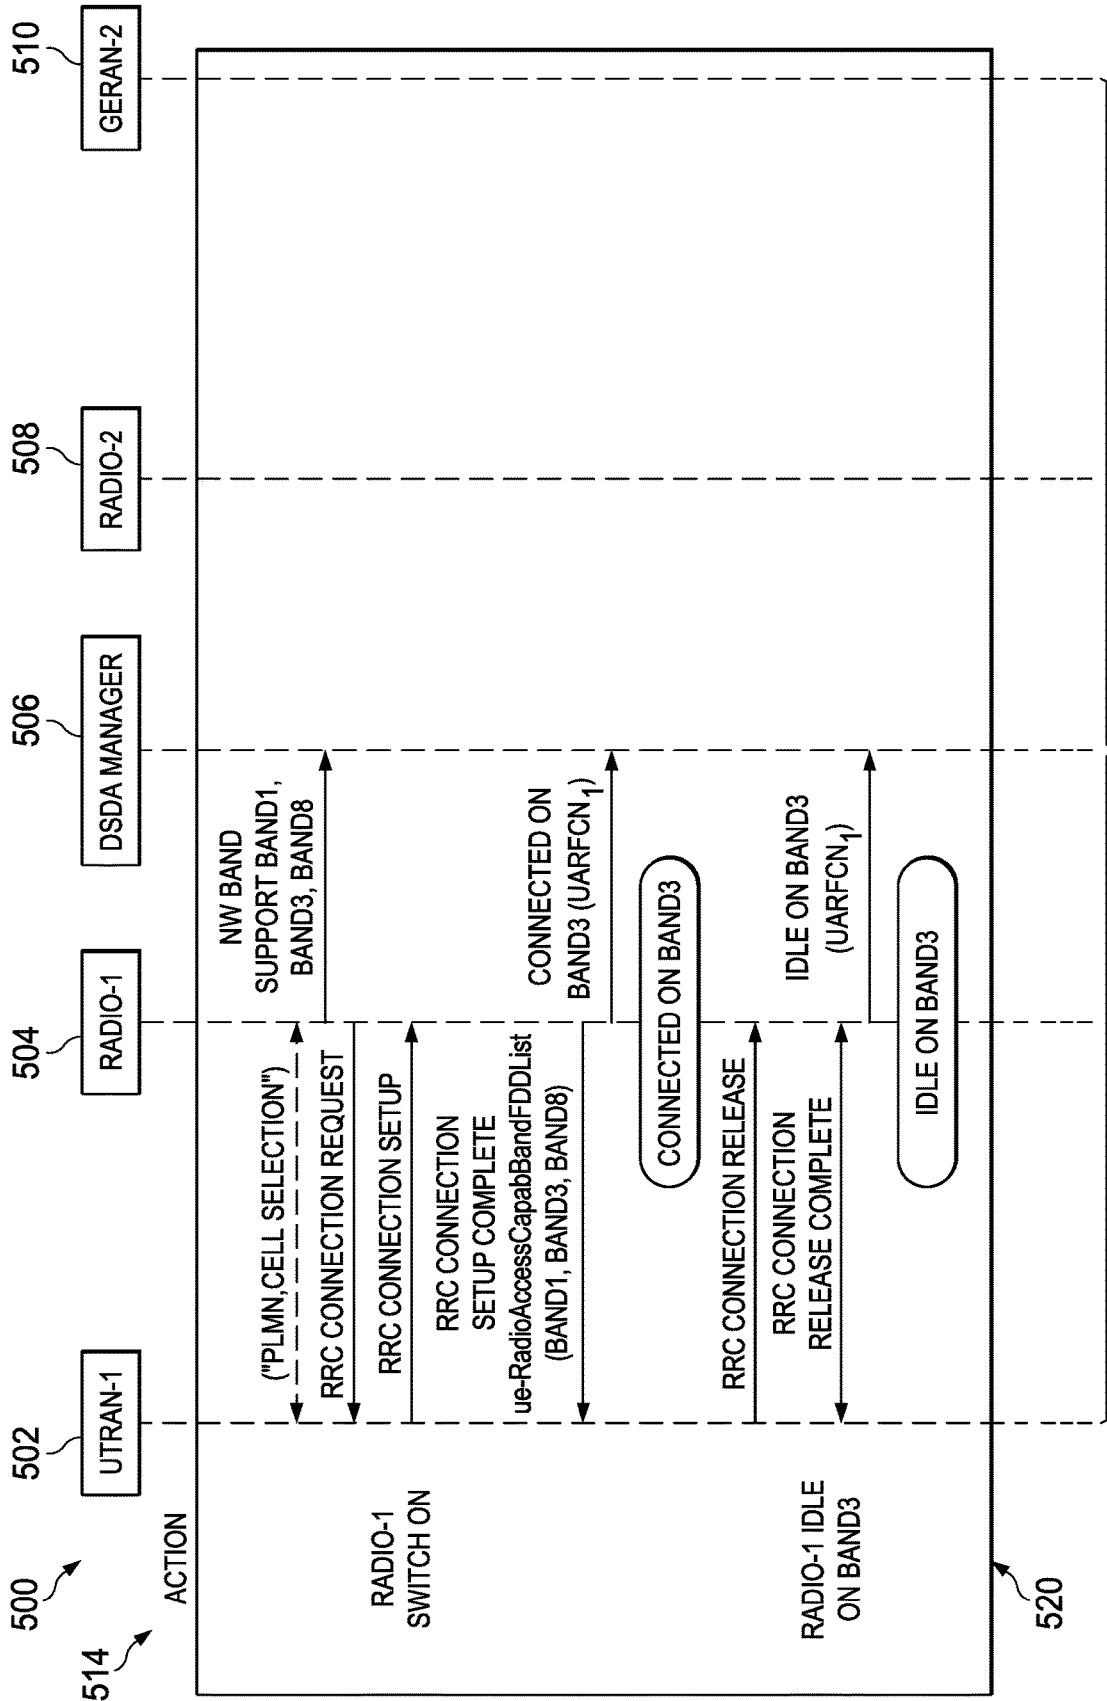 500
514
ACTION
502
UTRAN-1
504
RADIO-1
506
DSDA MANAGER
508
RADIO-2
510
GERAN-2
RADIO-1
SWITCH ON
("PLMN,CELL SELECTION")
NW BAND
SUPPORT BAND1,
BAND3, BAND8
RRC CONNECTION REQUEST
RRC CONNECTION SETUP
RRC CONNECTION
SETUP COMPLETE
ue-RadioAccessCapabBandFDDList
(BAND1, BAND3, BAND8)
CONNECTED ON
BAND3 (UARFCN1)
CONNECTED ON BAND3
RRC CONNECTION RELEASE
RADIO-1 IDLE
ON BAND3
RRC CONNECTION
RELEASE COMPLETE
IDLE ON BAND3
(UARFCN1)
IDLE ON BAND3
520